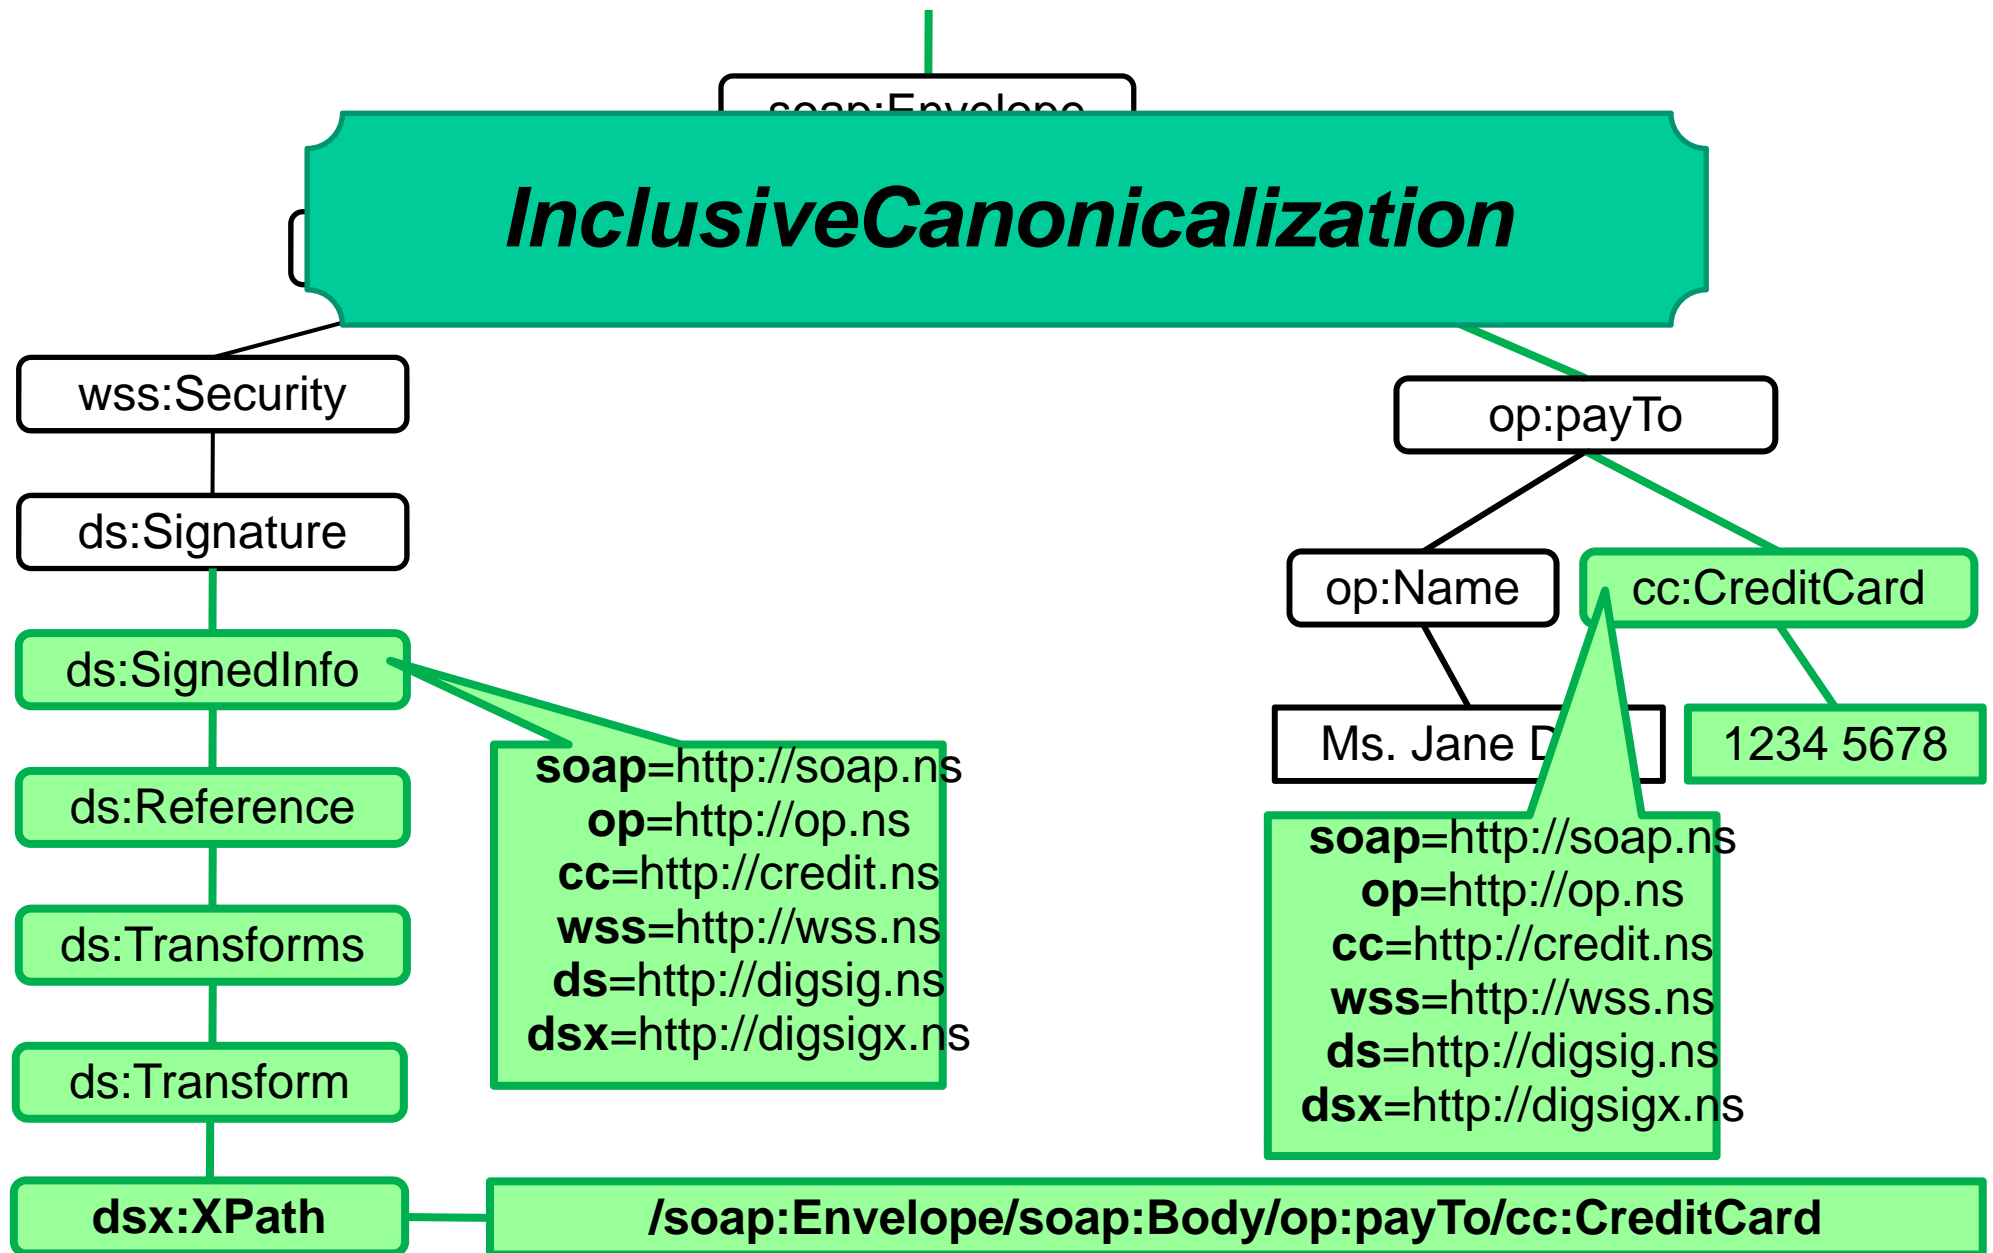 soap:Envelope
InclusiveCanonicalization
wss:Security
op:payTo
ds:Signature
op:Name
cc:CreditCard
ds:SignedInfo
Ms. Jane
1234 5678
soap=http://soap.ns
op=http://op.ns
cc=http://credit.ns
wss=http://wss.ns
ds=http://digsig.ns
dsx=http://digsigx.ns
ds:Reference
soap=http://soap.ns
op=http://op.ns
cc=http://credit.ns
wss=http://wss.ns
ds=http://digsig.ns
dsx=http://digsigx.ns
ds:Transforms
ds:Transform
dsx:XPath
/soap:Envelope/soap:Body/op:payTo/cc:CreditCard